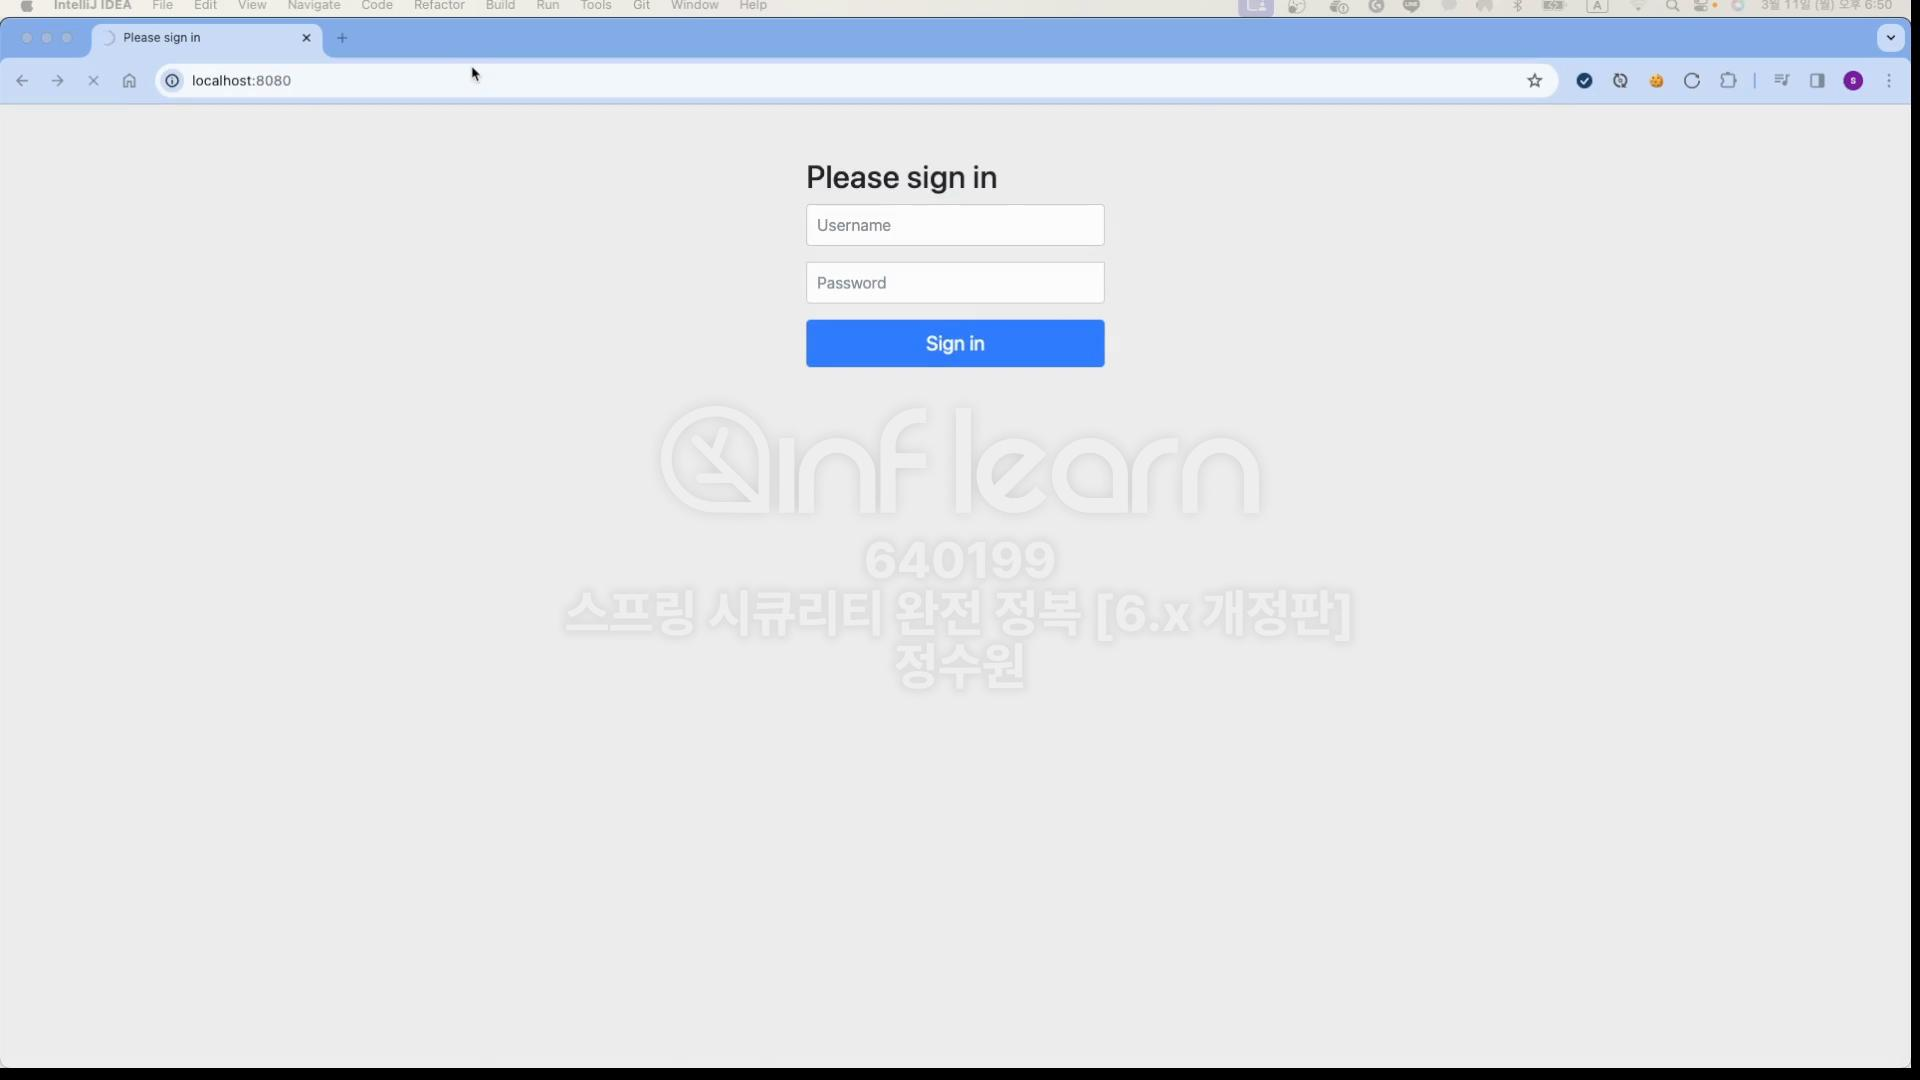 IntelliJ IDEA File Edit View Navigate Code Refactor Build Run Tools Git Window Help A 3월 11일 (월) 오후 6:50
Please sign in
localhost:8080
S
Please sign in
Username
Password
Sign in
inflearn
640199
스프링 시큐리티 완전 정복 [6.x 개정판]
정수원